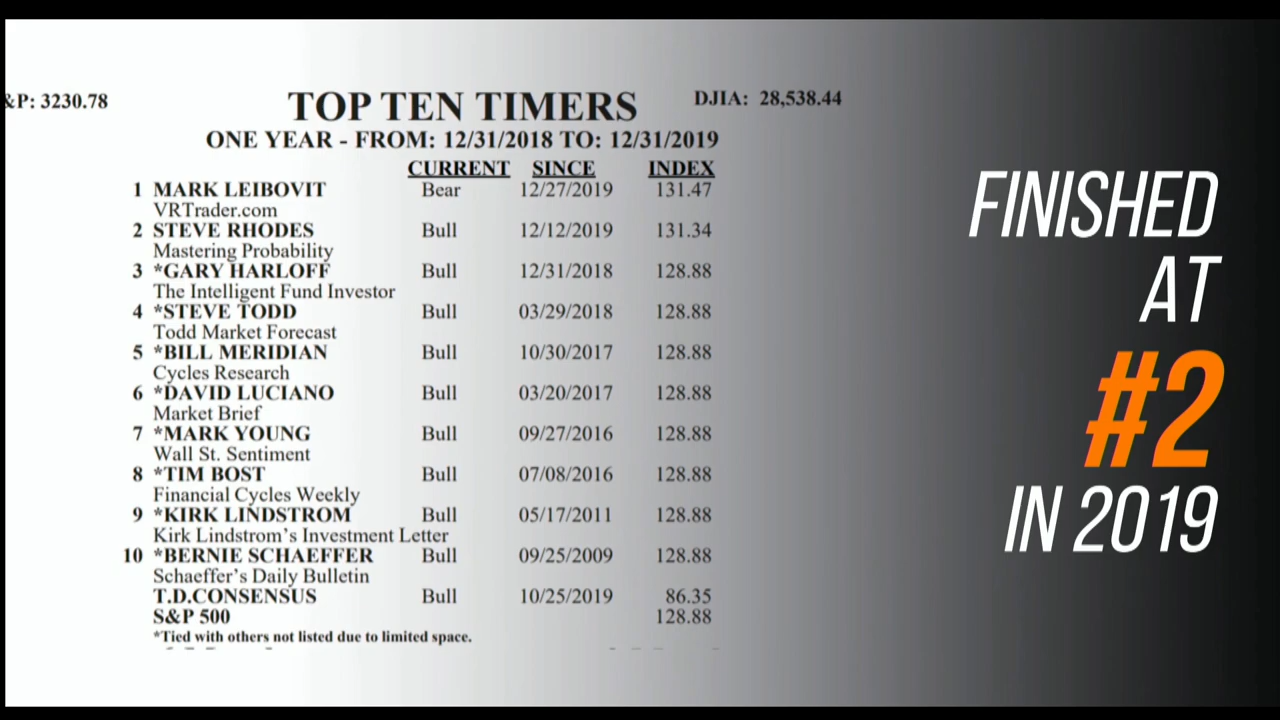 &P: 3230.78
TOP TEN TIMERS
DJIA: 28,538.44
ONE YEAR - FROM: 12/31/2018 TO: 12/31/2019
CURRENT SINCE INDEX
1 MARK LEIBOVIT Bear 12/27/2019 131.47
VRTrader.com
2 STEVE RHODES Bull 12/12/2019 131.34
Mastering Probability
3 *GARY HARLOFF Bull 12/31/2018 128.88
The Intelligent Fund Investor
4 *STEVE TODD Bull 03/29/2018 128.88
Todd Market Forecast
5 *BILL MERIDIAN Bull 10/30/2017 128.88
Cycles Research
6 *DAVID LUCIANO Bull 03/20/2017 128.88
Market Brief
7 *MARK YOUNG Bull 09/27/2016 128.88
Wall St. Sentiment
8 *TIM BOST Bull 07/08/2016 128.88
Financial Cycles Weekly
9 *KIRK LINDSTROM Bull 05/17/2011 128.88
Kirk Lindstrom's Investment Letter
10 *BERNIE SCHAEFFER Bull 09/25/2009 128.88
Schaeffer's Daily Bulletin
T.D.CONSENSUS Bull 10/25/2019 86.35
S&P 500 128.88
*Tied with others not listed due to limited space.
FINISHED
AT
#2
IN 2019